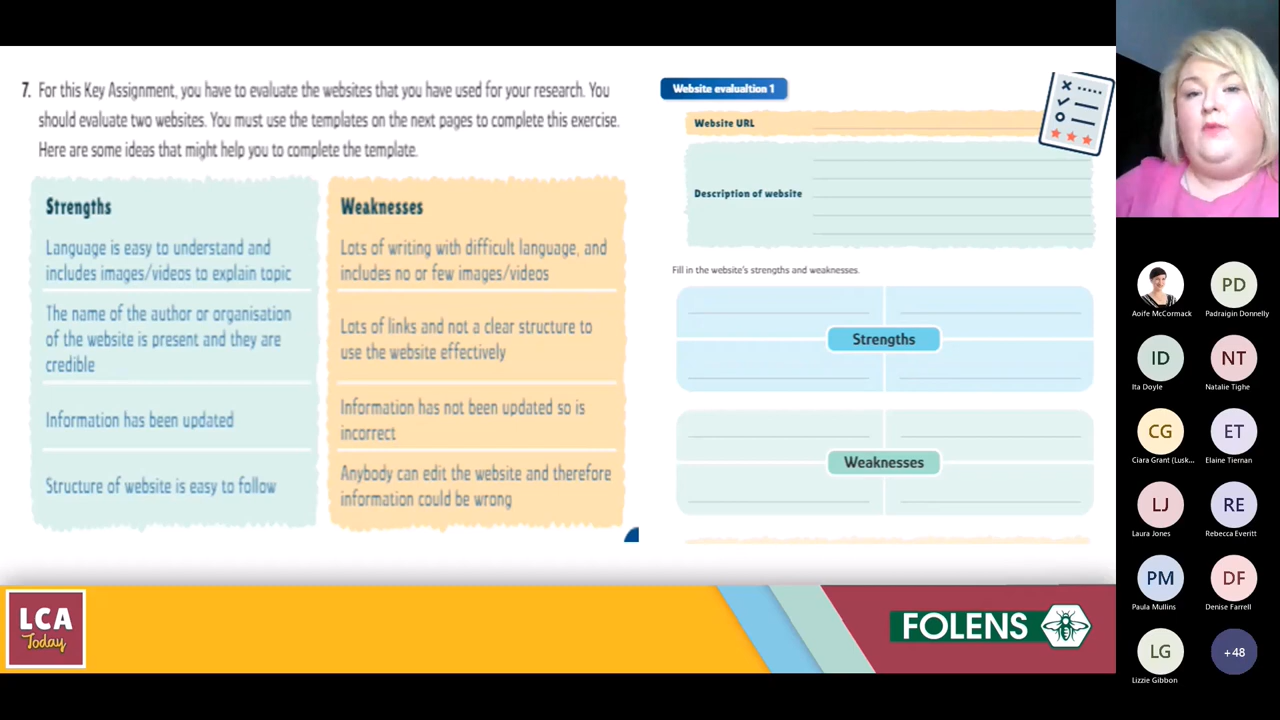 7. For this Key Assignment, you have to evaluate the websites that you have used for your research. You
should evaluate two websites. You must use the templates on the next pages to complete this exercise.
Here are some ideas that might help you to complete the template.
Strengths
Language is easy to understand and
includes images/videos to explain topic
The name of the author or organisation
of the website is present and they are
credible
Information has been updated
Structure of website is easy to follow
Weaknesses
Lots of writing with difficult language, and
includes no or few images/videos
Lots of links and not a clear structure to
use the website effectively
Information has not been updated so is
incorrect
Anybody can edit the website and therefore
information could be wrong
Website evaluation 1
Website URL
Description of website
Fill in the website's strengths and weaknesses.
Strengths
Weaknesses
LCA
Today
FOLENS
Aoife McCormack
PD
Padraigin Donnelly
ID
Ita Doyle
NT
Natalie Tighe
CG
Ciara Grant (Lusk...
ET
Elaine Tiernan
LJ
Laura Jones
RE
Rebecca Everitt
PM
Paula Mullins
DF
Denise Farrell
LG
Lizzie Gibbon
+48